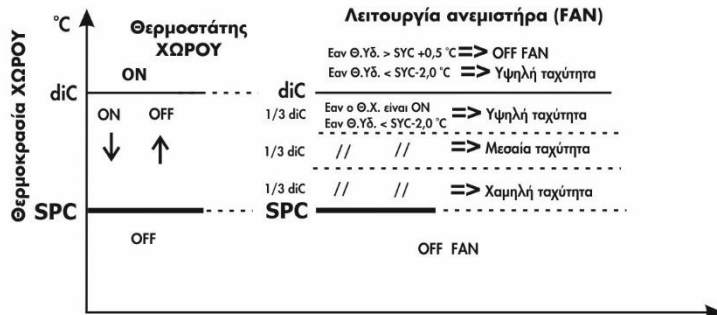 °C
Θερμοστάτης
ΧΩΡΟΥ
Λειτουργία ανεμιστήρα (FAN)
Θερμοκρασία ΧΩΡΟΥ
ON
Εαν Θ.Υδ. > SYC +0,5 °C => OFF FAN
Εαν Θ.Υδ. < SYC-2,0 °C => Υψηλή ταχύτητα
diC
diC
ON OFF
1/3 diC
Εαν ο Θ.Χ. είναι ON
Εαν Θ.Υδ. < SYC-2,0 °C
=> Υψηλή ταχύτητα
1/3 diC // // => Μεσαία ταχύτητα
1/3 diC // // => Χαμηλή ταχύτητα
SPC
SPC
OFF
OFF FAN